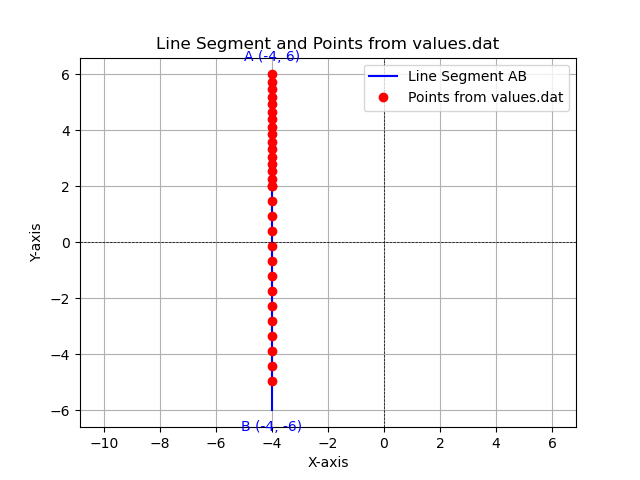 Line Segment and Points from values.dat
A (-4, 6)
Line Segment AB
Points from values.dat
6
4
2
0
−2
−4
−6
Y-axis
B (-4, -6)
−10
−8
−6
−4
−2
0
2
4
6
X-axis